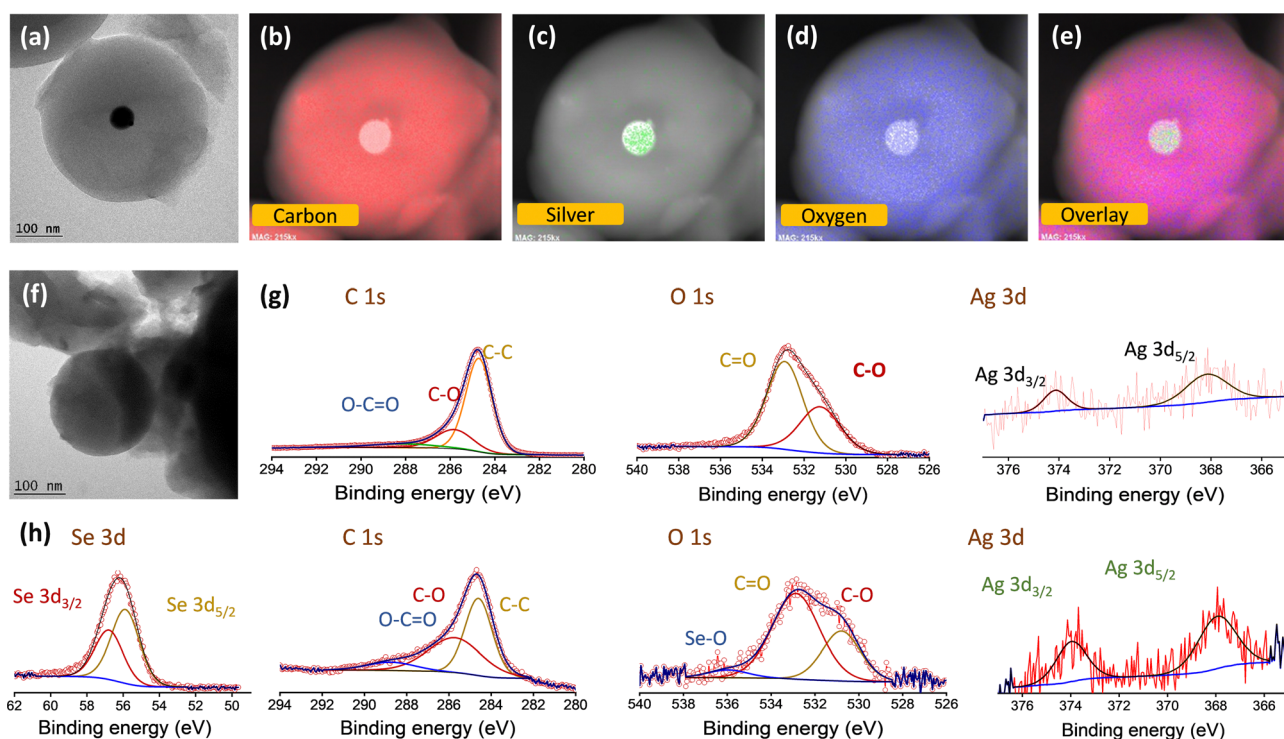 (a)
100 nm
(b)
Carbon
MAG: 215kx
(c)
Silver
MAG: 215kx
(d)
Oxygen
MAG: 215kx
(e)
Overlay
MAG: 215kx
(f)
100 nm
(g)
C 1s
C-C
C-O
O-C=O
294 292 290 288 286 284 282 280
Binding energy (eV)
O 1s
C=O
C-O
540 538 536 534 532 530 528 526
Binding energy (eV)
Ag 3d
Ag 3d3/2
Ag 3d5/2
376 374 372 370 368 366
Binding energy (eV)
(h)
Se 3d
Se 3d3/2
Se 3d5/2
62 60 58 56 54 52 50
Binding energy (eV)
C 1s
C-O
O-C=O
C-C
294 292 290 288 286 284 282 280
Binding energy (eV)
O 1s
C=O
C-O
Se-O
540 538 535 534 533 530 528 526
Binding energy (eV)
Ag 3d
Ag 3d3/2
Ag 3d5/2
376 374 372 370 368 366
Binding energy (eV)